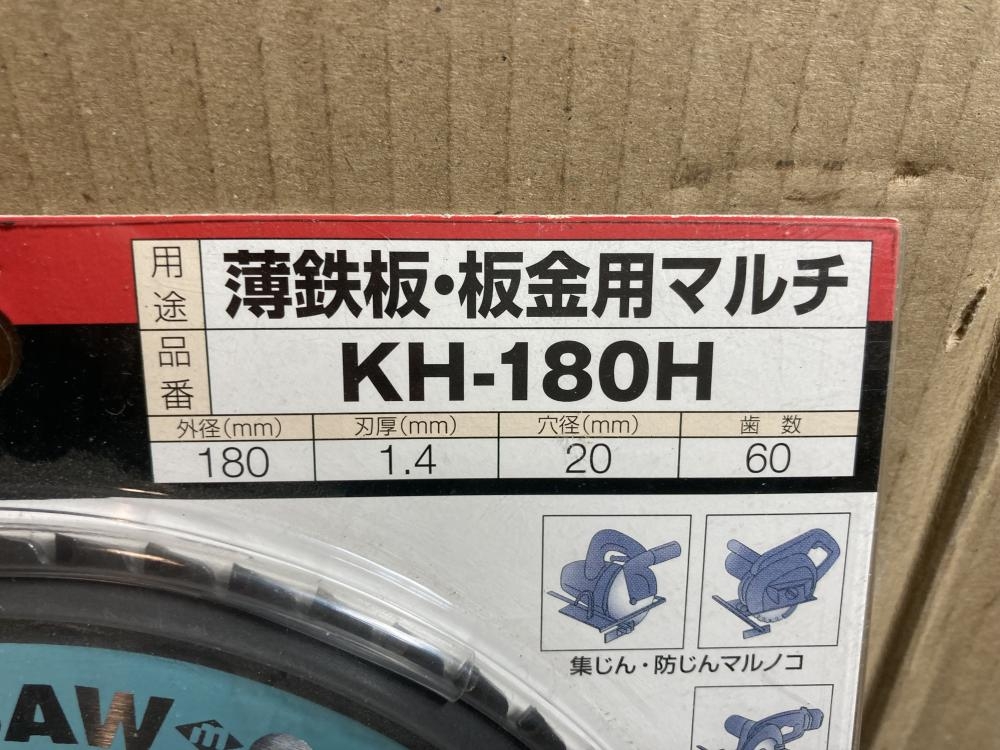 用途 薄鉄板・板金用マルチ
品番 KH-180H
外径(mm) 刃厚(mm) 穴径(mm) 歯数
180 1.4 20 60
集じん・防じんマルノコ
AW